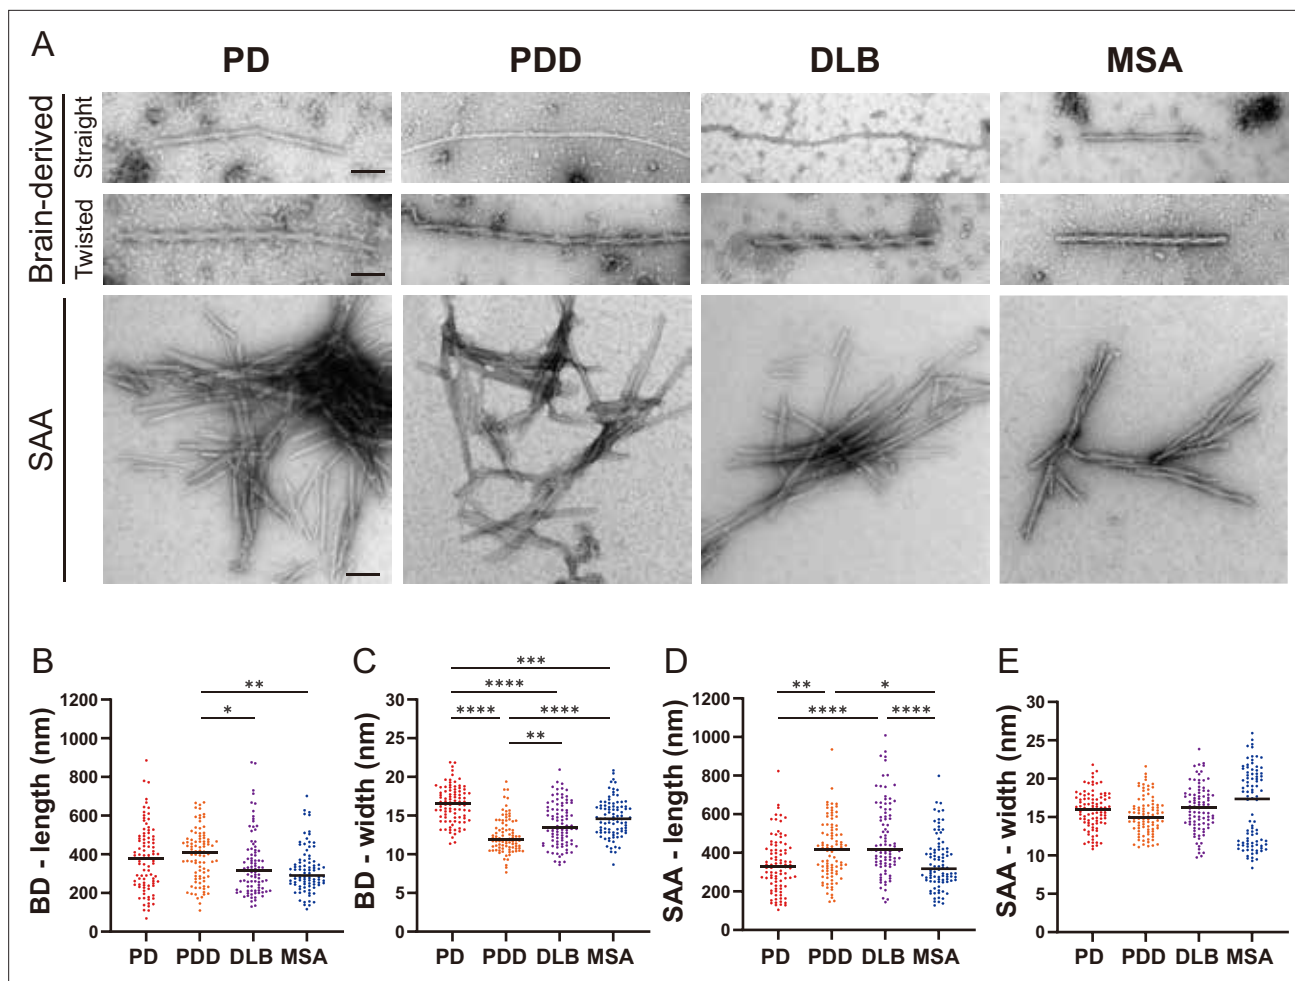 A
PD PDD DLB MSA
Brain-derived
Straight
Twisted
SAA
B
BD - length (nm)
1200
1000
800
600
400
200
0
**
*
PD PDD DLB MSA
C
BD - width (nm)
30
25
20
15
10
5
0
***
****
**** ****
**
PD PDD DLB MSA
D
SAA - length (nm)
1200
1000
800
600
400
200
0
** *
**** ****
PD PDD DLB MSA
E
SAA - width (nm)
30
25
20
15
10
5
0
PD PDD DLB MSA